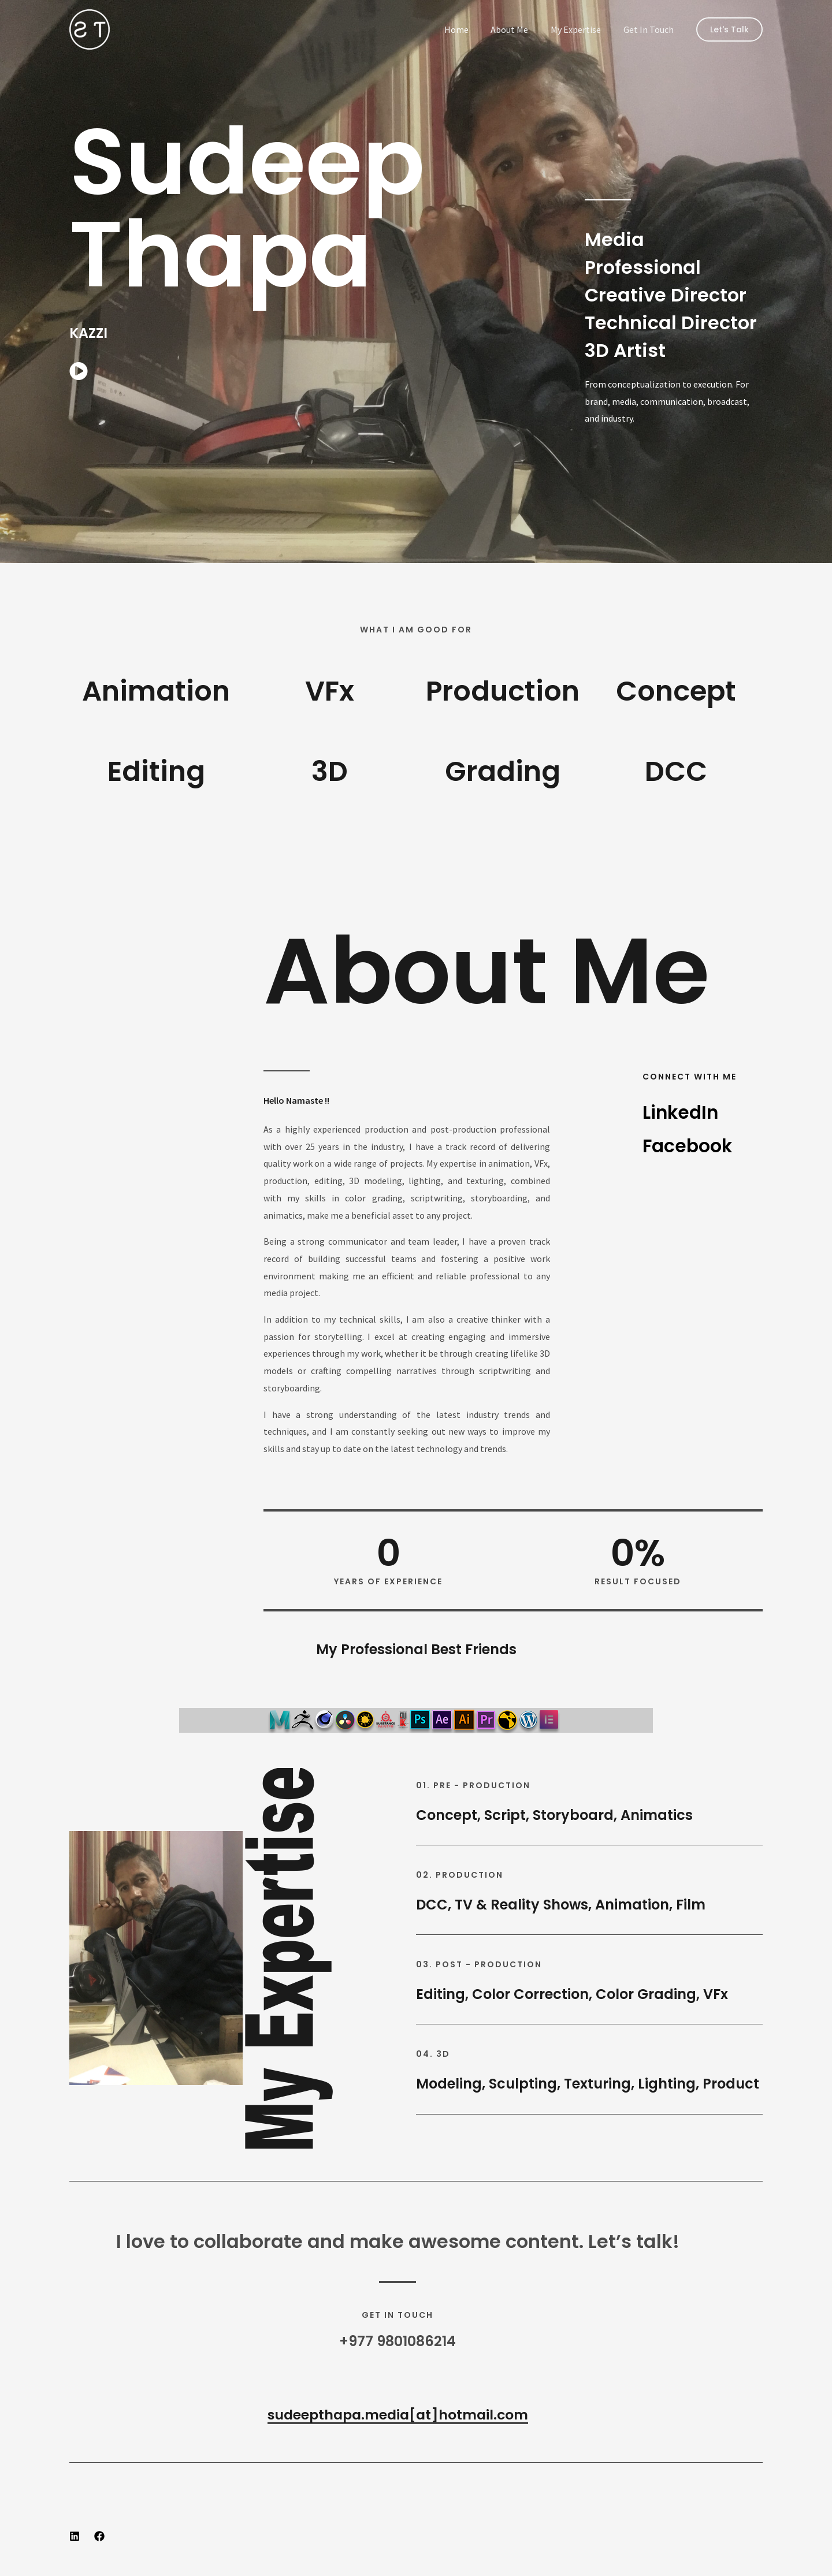 ST
Home
About Me
My Expertise
Get In Touch
Let's Talk
Sudeep
Thapa
KAZZI
Media
Professional
Creative Director
Technical Director
3D Artist
From conceptualization to execution. For
brand, media, communication, broadcast,
and industry.
WHAT I AM GOOD FOR
Animation
VFx
Production
Concept
Editing
3D
Grading
DCC
About Me
Hello Namaste !!
As a highly experienced production and post-production professional
with over 25 years in the industry, I have a track record of delivering
quality work on a wide range of projects. My expertise in animation, VFx,
production, editing, 3D modeling, lighting, and texturing, combined
with my skills in color grading, scriptwriting, storyboarding, and
animatics, make me a beneficial asset to any project.
Being a strong communicator and team leader, I have a proven track
record of building successful teams and fostering a positive work
environment making me an efficient and reliable professional to any
media project.
In addition to my technical skills, I am also a creative thinker with a
passion for storytelling. I excel at creating engaging and immersive
experiences through my work, whether it be through creating lifelike 3D
models or crafting compelling narratives through scriptwriting and
storyboarding.
I have a strong understanding of the latest industry trends and
techniques, and I am constantly seeking out new ways to improve my
skills and stay up to date on the latest technology and trends.
CONNECT WITH ME
LinkedIn
Facebook
0
YEARS OF EXPERIENCE
0%
RESULT FOCUSED
My Professional Best Friends
Ps
Ae
Ai
Pr
My Expertise
01. PRE - PRODUCTION
Concept, Script, Storyboard, Animatics
02. PRODUCTION
DCC, TV & Reality Shows, Animation, Film
03. POST - PRODUCTION
Editing, Color Correction, Color Grading, VFx
04. 3D
Modeling, Sculpting, Texturing, Lighting, Product
I love to collaborate and make awesome content. Let’s talk!
GET IN TOUCH
+977 9801086214
sudeepthapa.media[at]hotmail.com